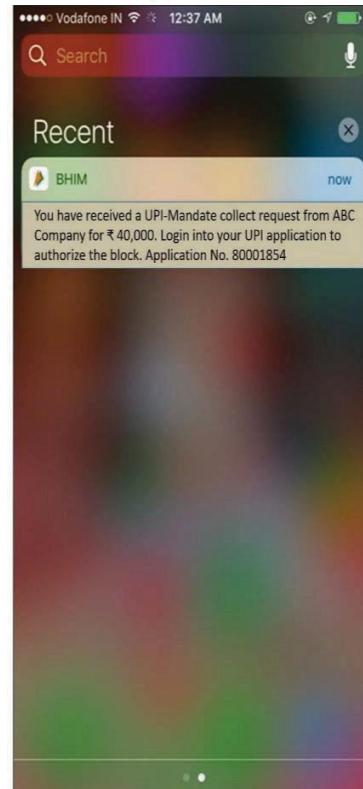 Vodafone IN 12:37 AM
Search
Recent
BHIM now
You have received a UPI-Mandate collect request from ABC
Company for ₹ 40,000. Login into your UPI application to
authorize the block. Application No. 80001854